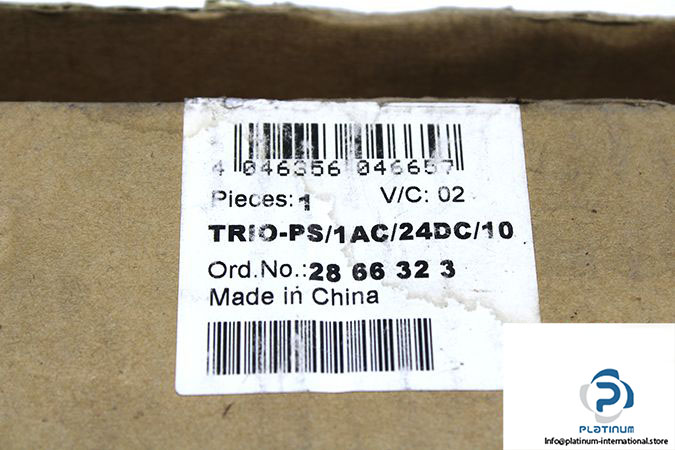 4 046356 046657
Pieces: 1 V/C: 02
TRIO-PS/1AC/24DC/10
Ord.No.: 28 66 32 3
Made in China
PLATINUM
Info@platinum-international.store